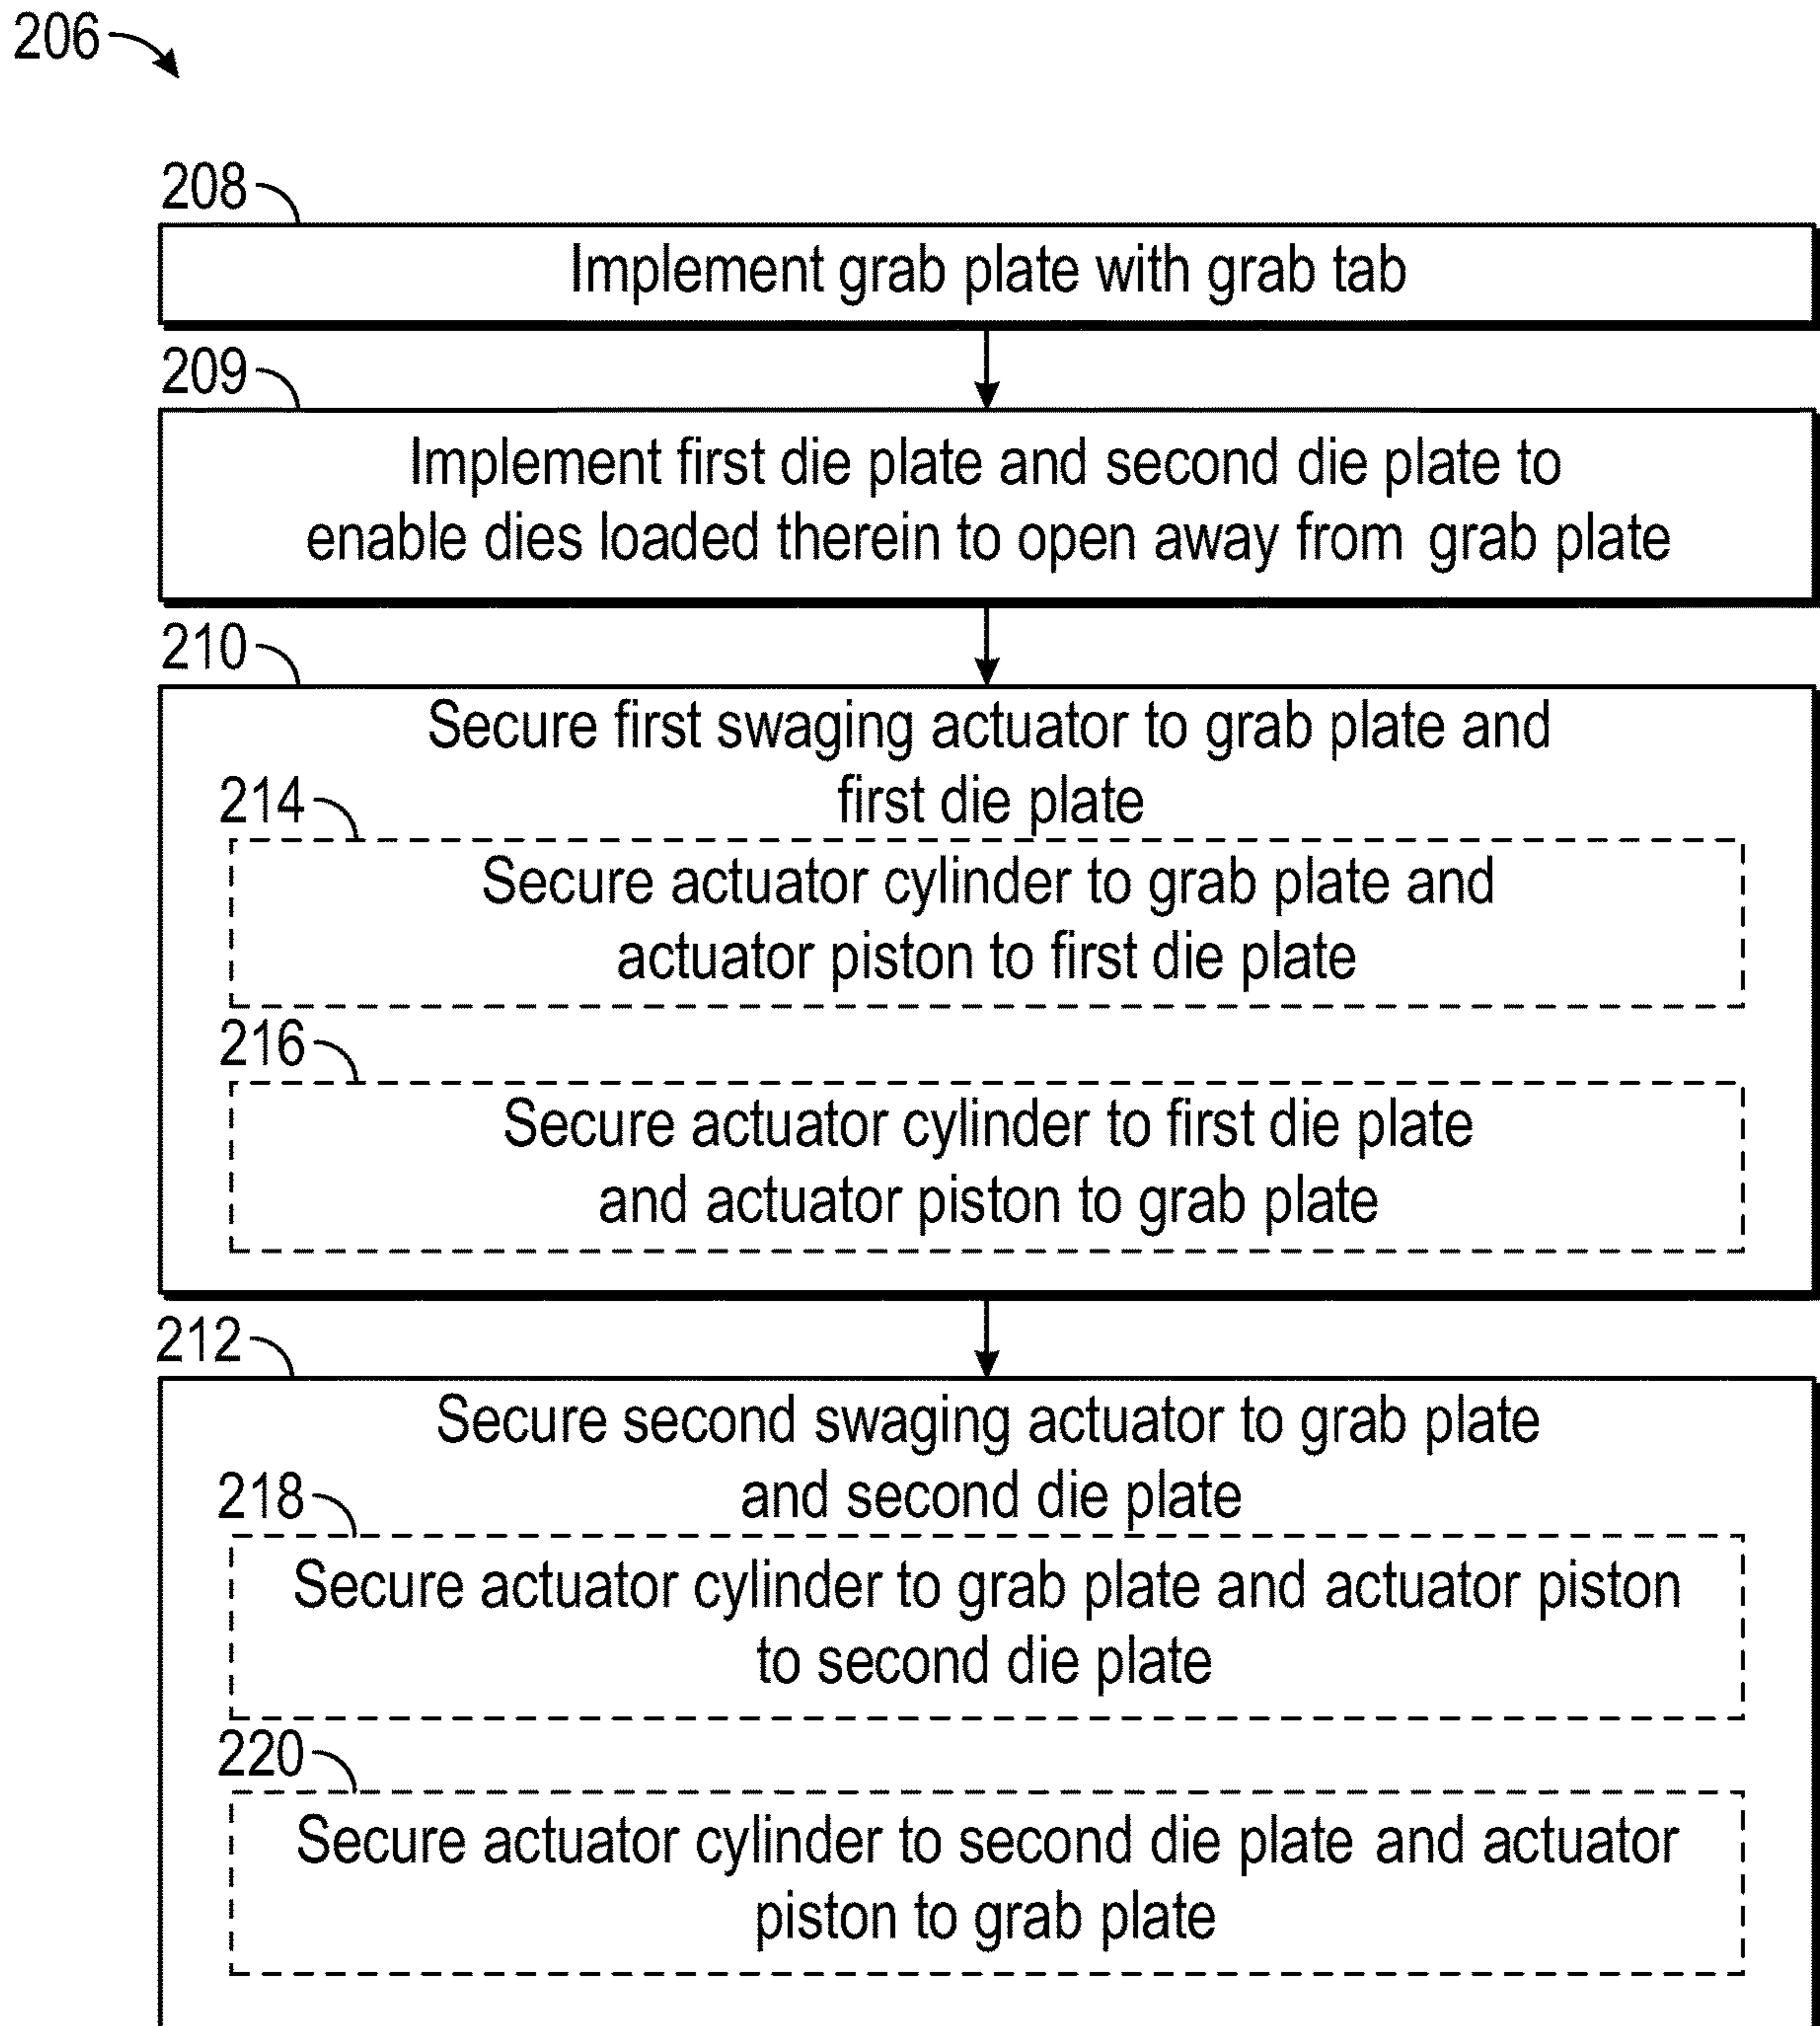 206
208
Implement grab plate with grab tab
209
Implement first die plate and second die plate to
enable dies loaded therein to open away from grab plate
210
Secure first swaging actuator to grab plate and
first die plate
214
Secure actuator cylinder to grab plate and
actuator piston to first die plate
216
Secure actuator cylinder to first die plate
and actuator piston to grab plate
212
Secure second swaging actuator to grab plate
and second die plate
218
Secure actuator cylinder to grab plate and actuator piston
to second die plate
220
Secure actuator cylinder to second die plate and actuator
piston to grab plate